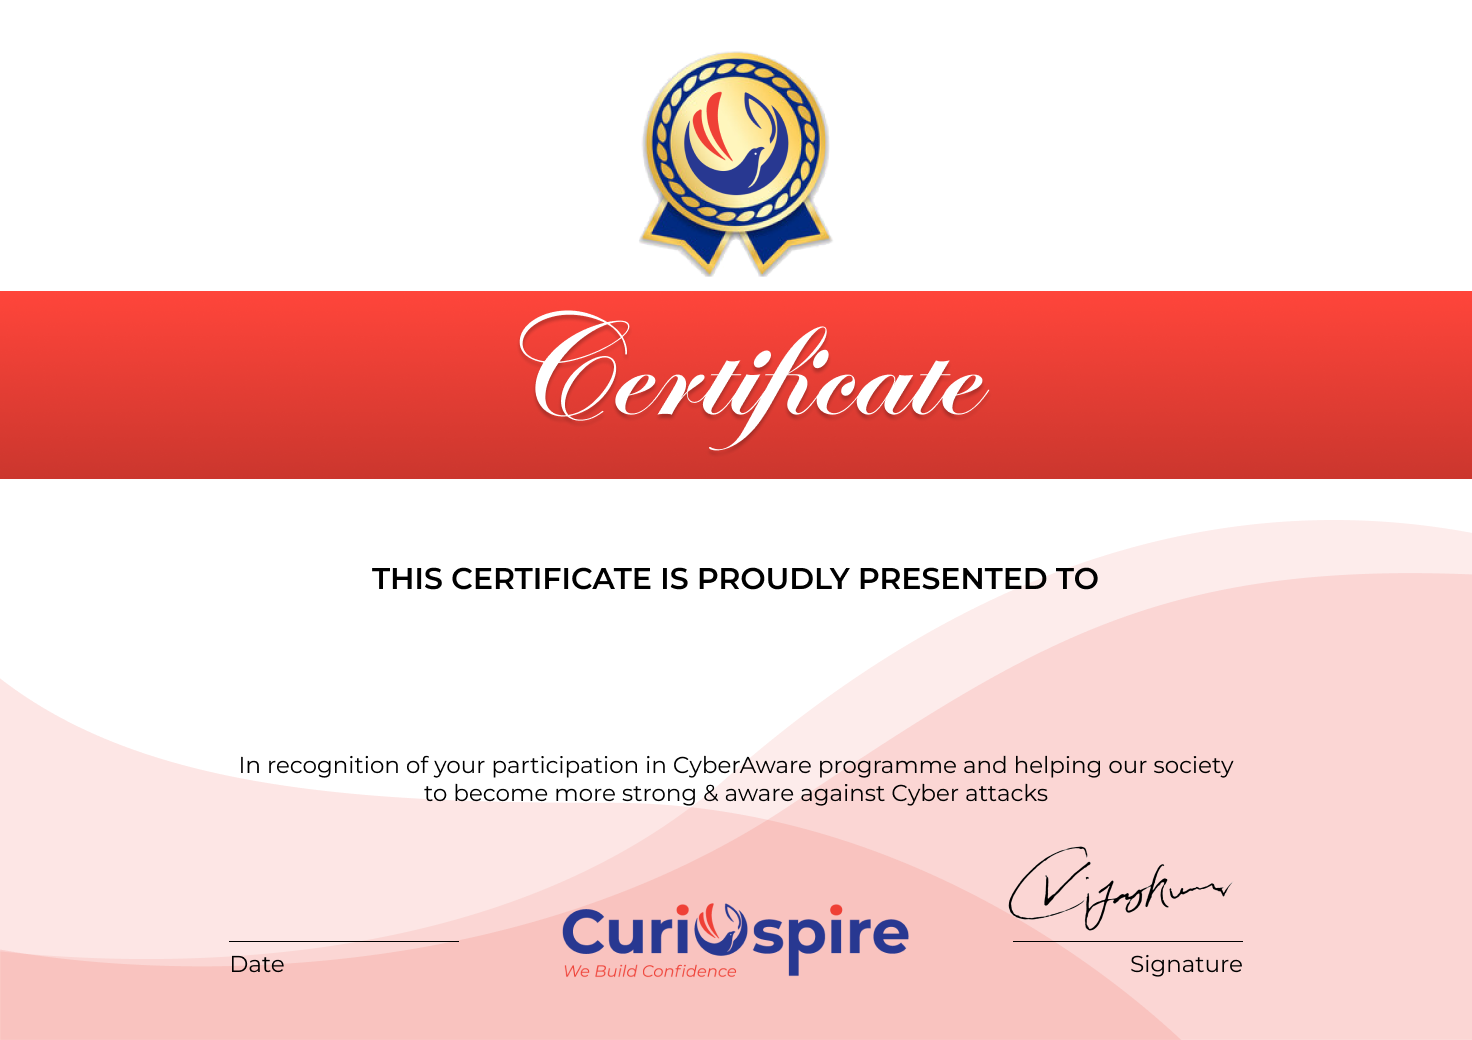 Certificate
THIS CERTIFICATE IS PROUDLY PRESENTED TO
In recognition of your participation in CyberAware programme and helping our society
to become more strong & aware against Cyber attacks
Vijaykumar
CuriOspire
We Build Confidence
Date
Signature